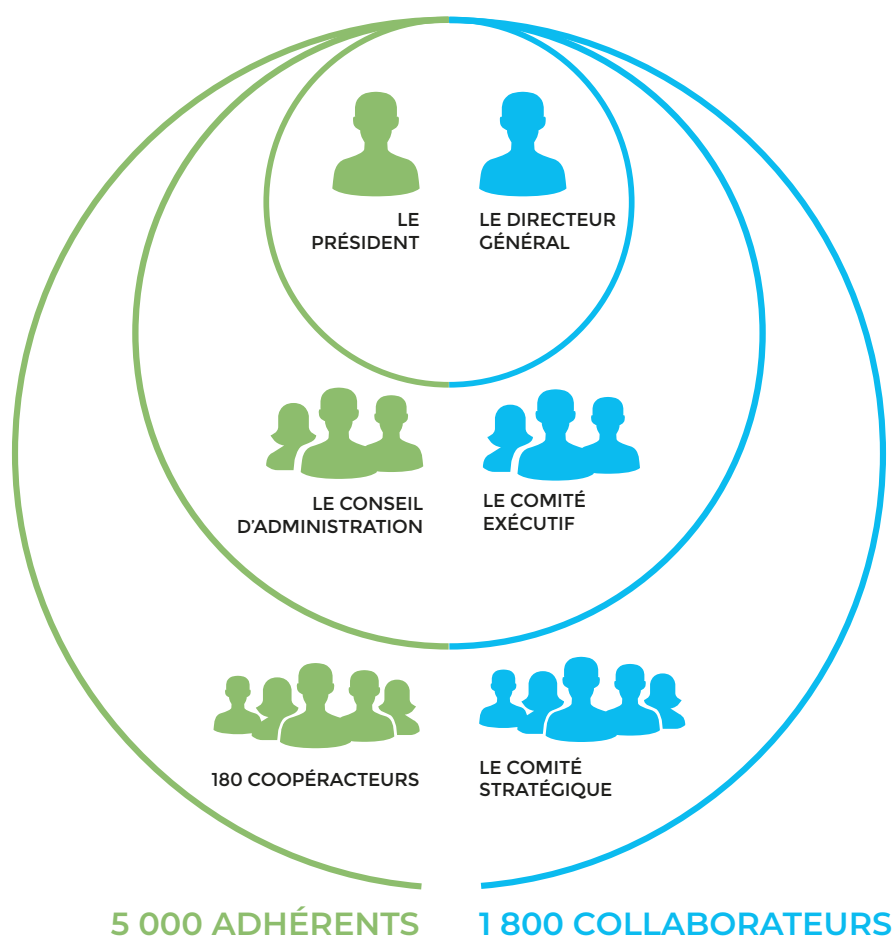 LE
PRÉSIDENT
LE DIRECTEUR
GÉNÉRAL
LE CONSEIL
D'ADMINISTRATION
LE COMITÉ
EXÉCUTIF
180 COOPÉRACTEURS
LE COMITÉ
STRATÉGIQUE
5 000 ADHÉRENTS
1 800 COLLABORATEURS